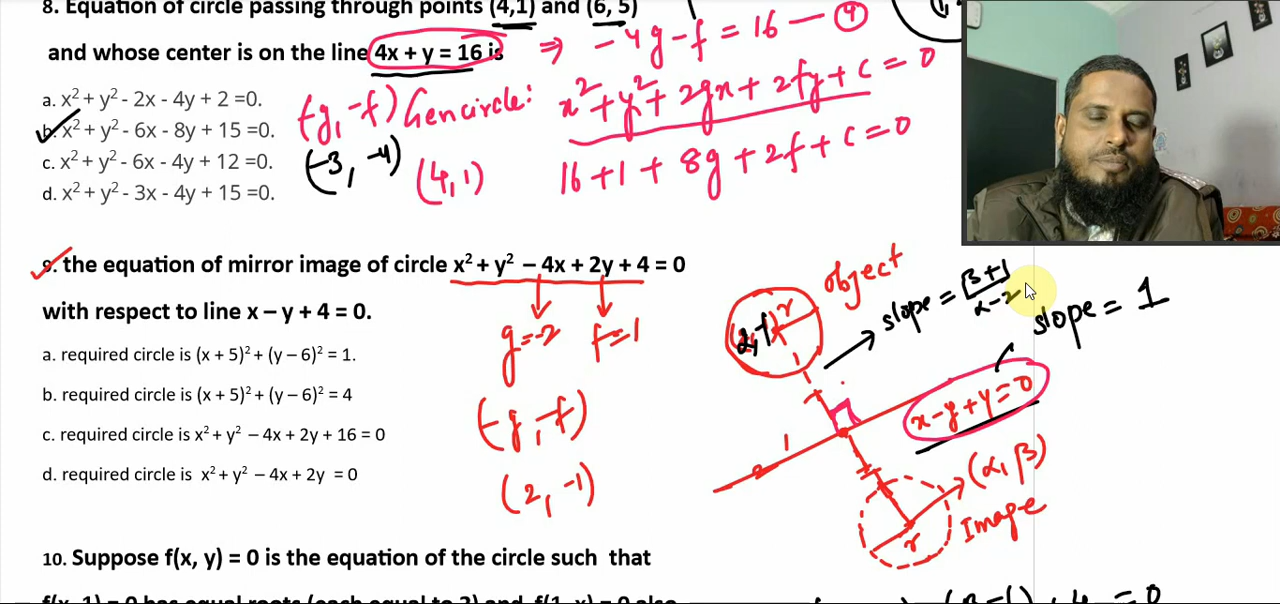 8. Equation of circle passing through points (4,1) and (6, 5)
and whose center is on the line 4x + y = 16 is
⇒ -4g - f = 16 — (4)
a. x² + y² - 2x - 4y + 2 =0.
b. x² + y² - 6x - 8y + 15 =0.
c. x² + y² - 6x - 4y + 12 =0.
d. x² + y² - 3x - 4y + 15 =0.
(-g, -f) Gen circle: x² + y² + 2gx + 2fy + c = 0
(-3, -4) (4,1) 16 + 1 + 8g + 2f + c = 0
9. the equation of mirror image of circle x² + y² – 4x + 2y + 4 = 0
with respect to line x – y + 4 = 0.
a. required circle is (x + 5)² + (y – 6)² = 1.
b. required circle is (x + 5)² + (y – 6)² = 4
c. required circle is x² + y² – 4x + 2y + 16 = 0
d. required circle is x² + y² – 4x + 2y = 0
g=-2 f=1
(-g, -f)
(2, -1)
object
r
slope = β+1/α-2
slope = 1
x-y+4=0
(α, β)
Image
r
10. Suppose f(x, y) = 0 is the equation of the circle such that